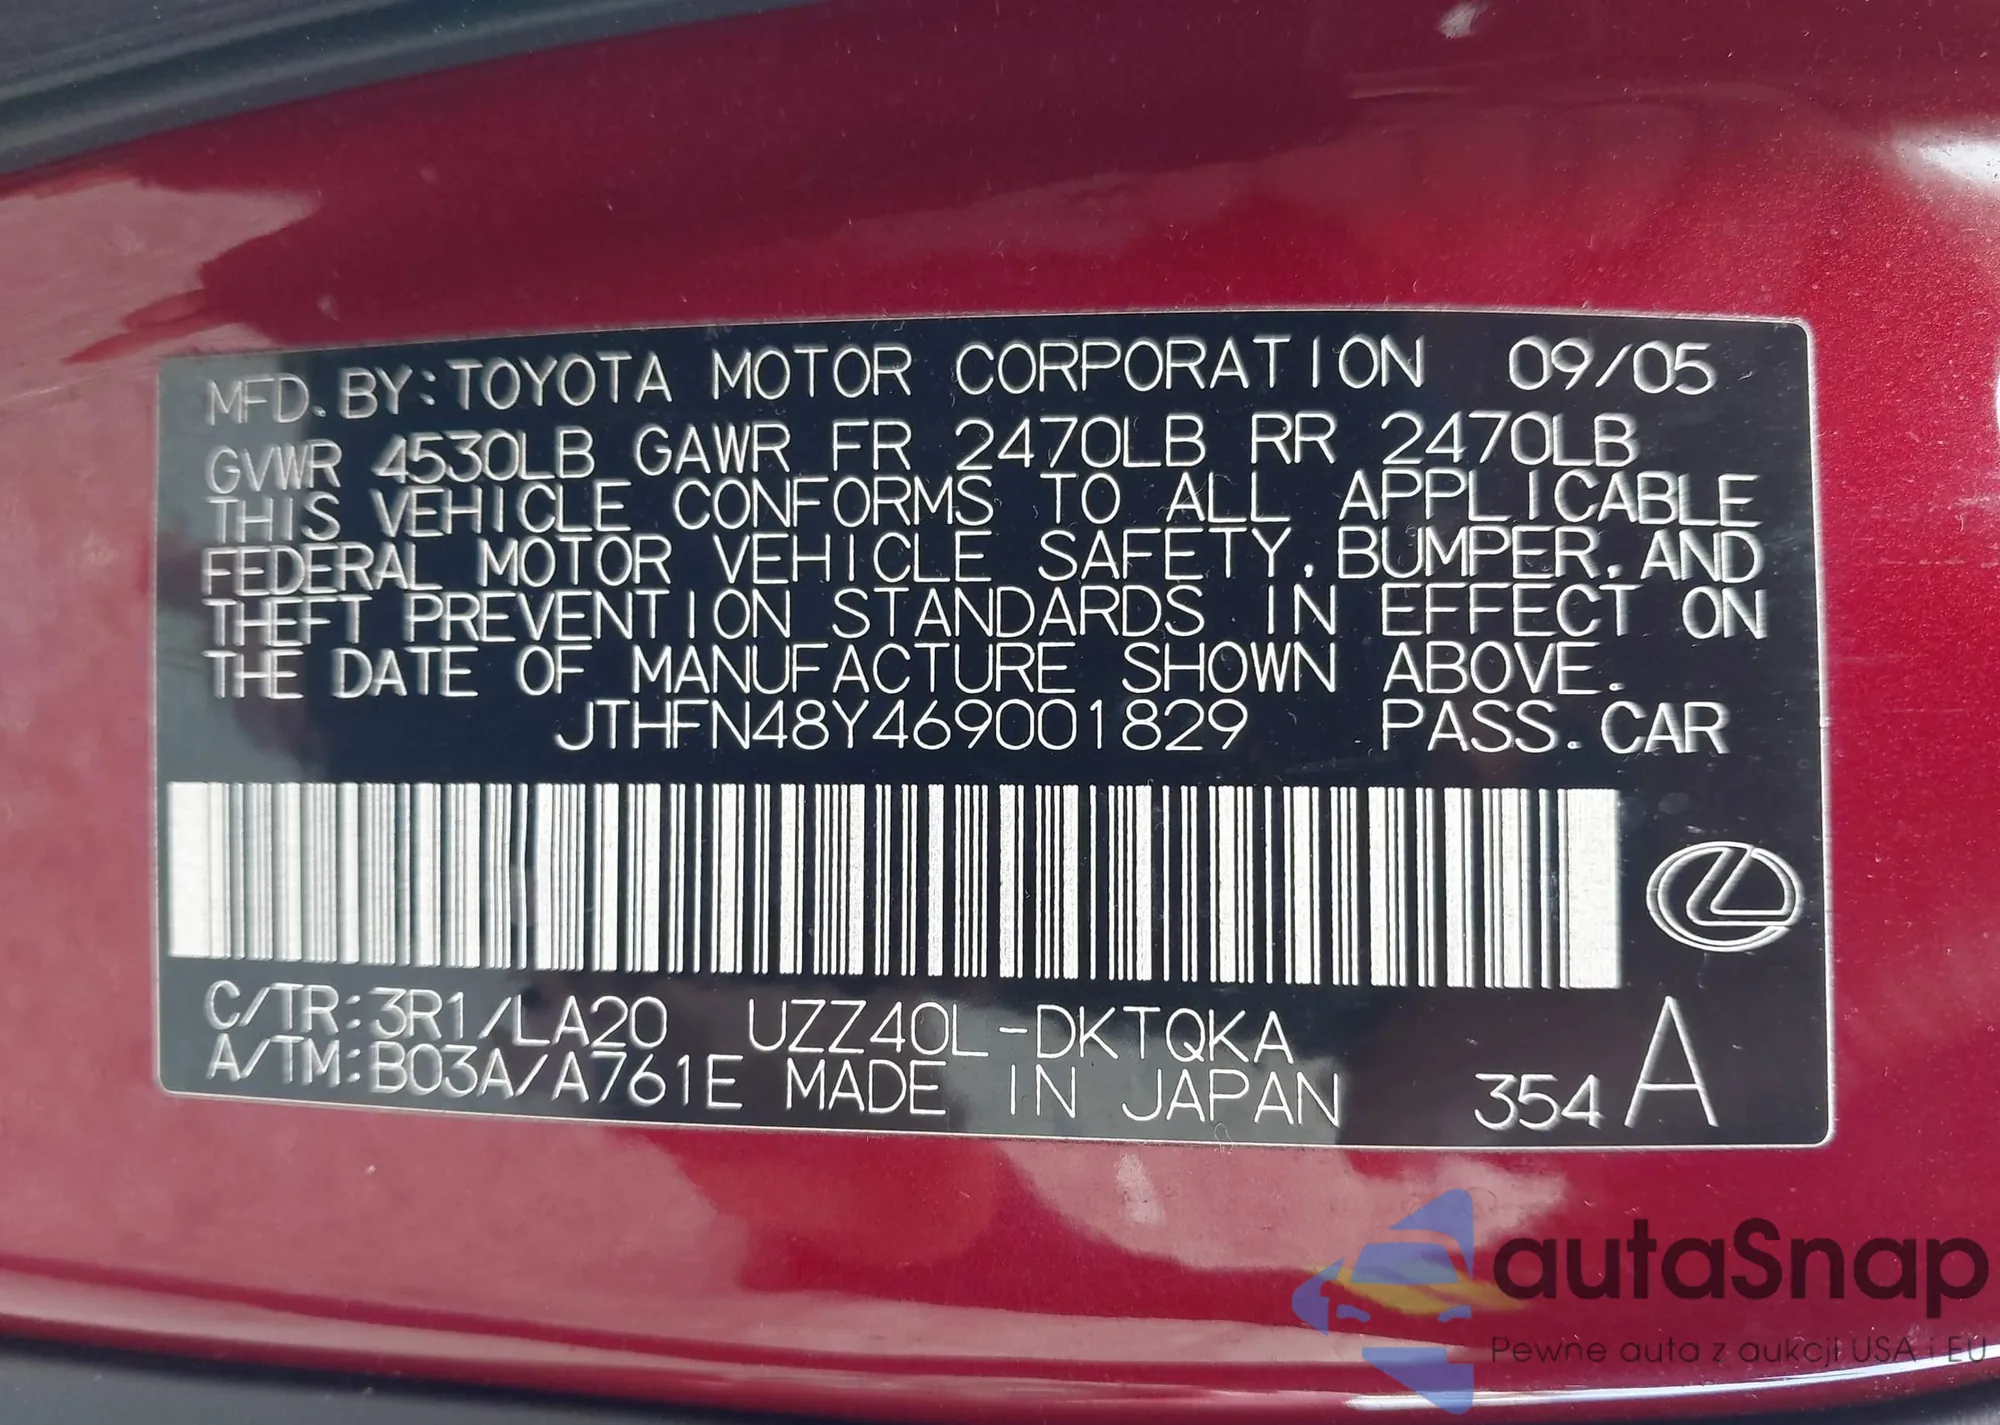 MFD. BY: TOYOTA MOTOR CORPORATION 09/05
GVWR 4530LB GAWR FR 2470LB RR 2470LB
THIS VEHICLE CONFORMS TO ALL APPLICABLE
FEDERAL MOTOR VEHICLE SAFETY, BUMPER, AND
THEFT PREVENTION STANDARDS IN EFFECT ON
THE DATE OF MANUFACTURE SHOWN ABOVE.
JTHFN48Y469001829 PASS. CAR
C/TR: 3R1/LA20 UZZ40L-DKTQKA
A/TM: B03A/A761E MADE IN JAPAN 354 A
autaSnap
Pewne auta z aukcji USA i EU